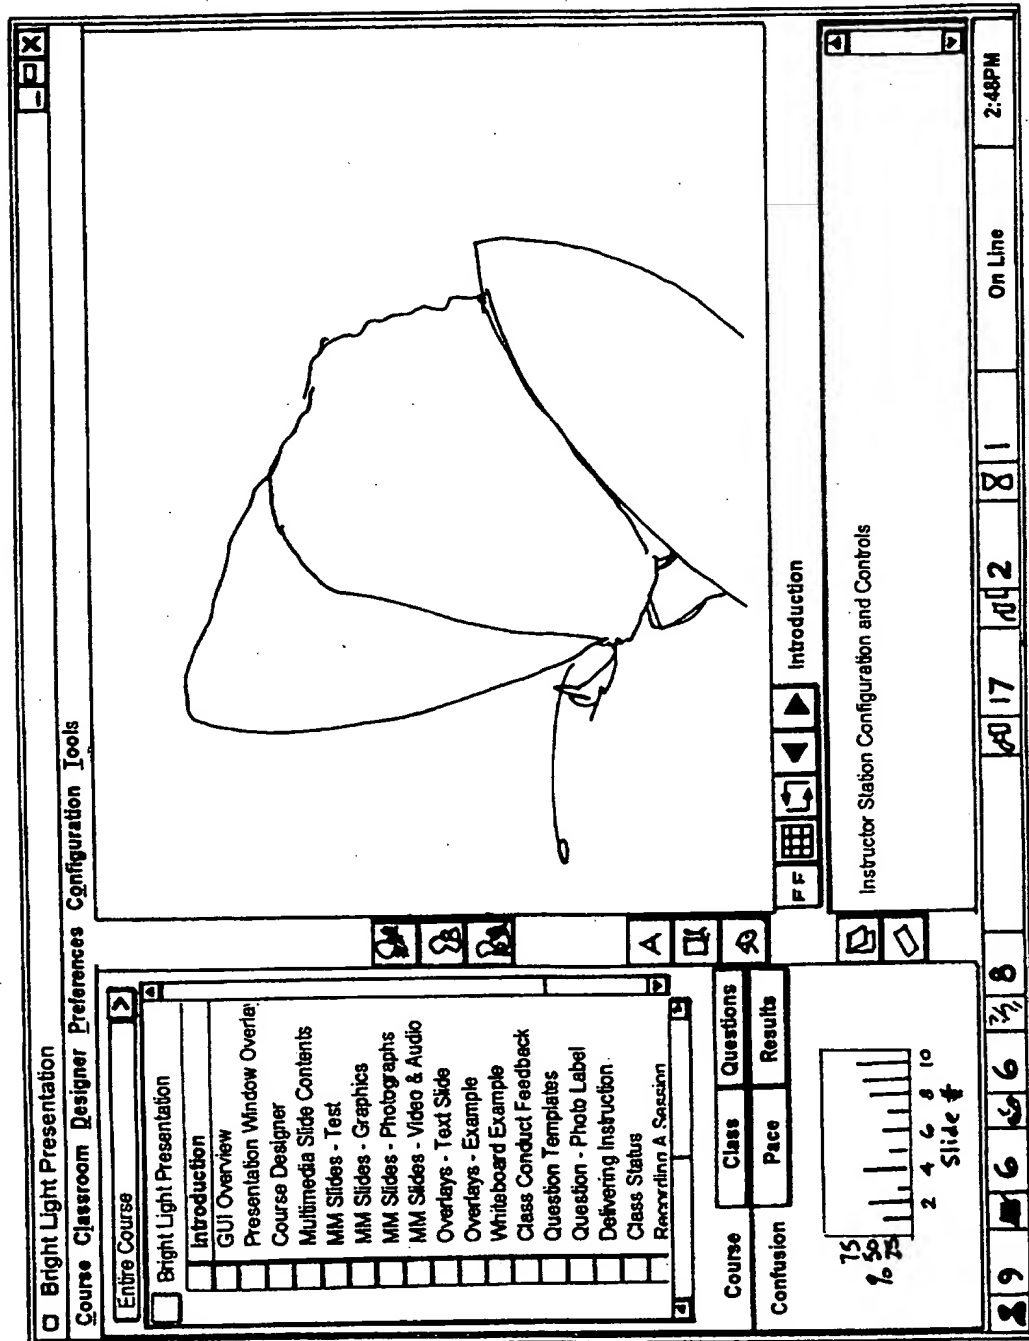 Bright Light Presentation
Course Classroom Designer Preferences Configuration Tools
Entire Course
Bright Light Presentation
Introduction
GUI Overview
Presentation Window Overla
Course Designer
Multimedia Slide Contents
MM Slides - Test
MM Slides - Graphics
MM Slides - Photographs
MM Slides - Video & Audio
Overlays - Text Slide
Overlays - Example
Whiteboard Example
Class Conduct Feedback
Question Templates
Question - Photo Label
Delivering Instruction
Class Status
Recording A Session
A
FF Introduction
Course Class Questions
Confusion Pace Results
75
% 50
25
2 4 6 8 10
Slide #
Instructor Station Configuration and Controls
9 6 6 8 17 2 1 On Line 2:48PM